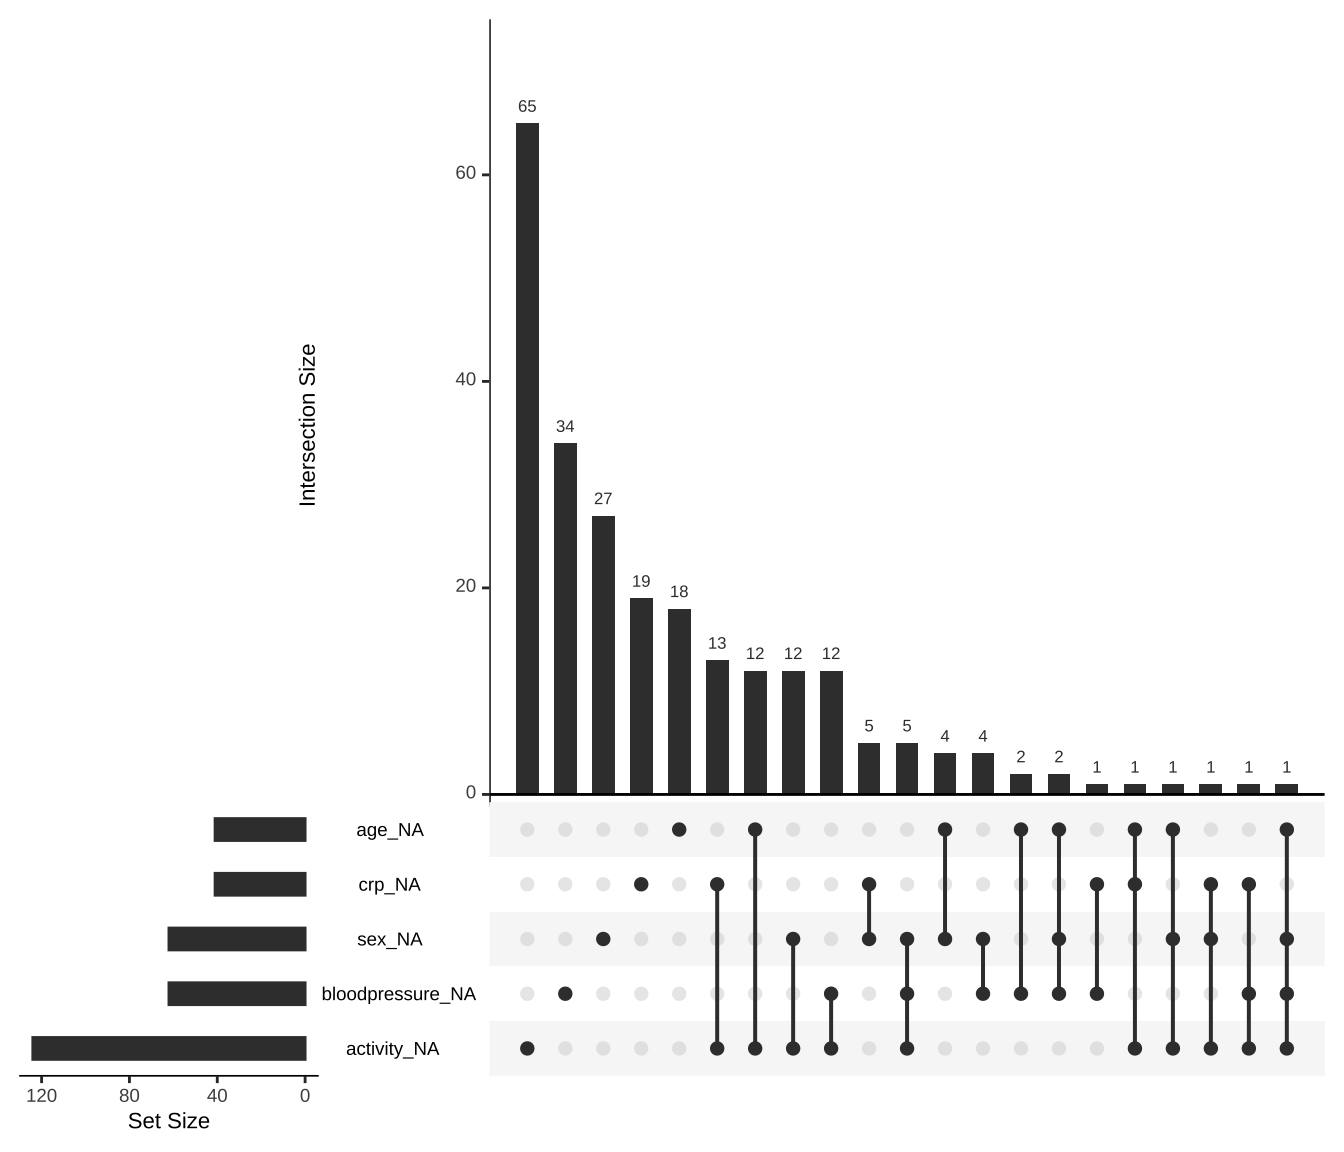 65
60
Intersection Size
40
34
27
20
19
18
13
12 12 12
5 5
4 4
2 2
1 1 1 1 1 1
0
age_NA
crp_NA
sex_NA
bloodpressure_NA
activity_NA
120 80 40 0
Set Size